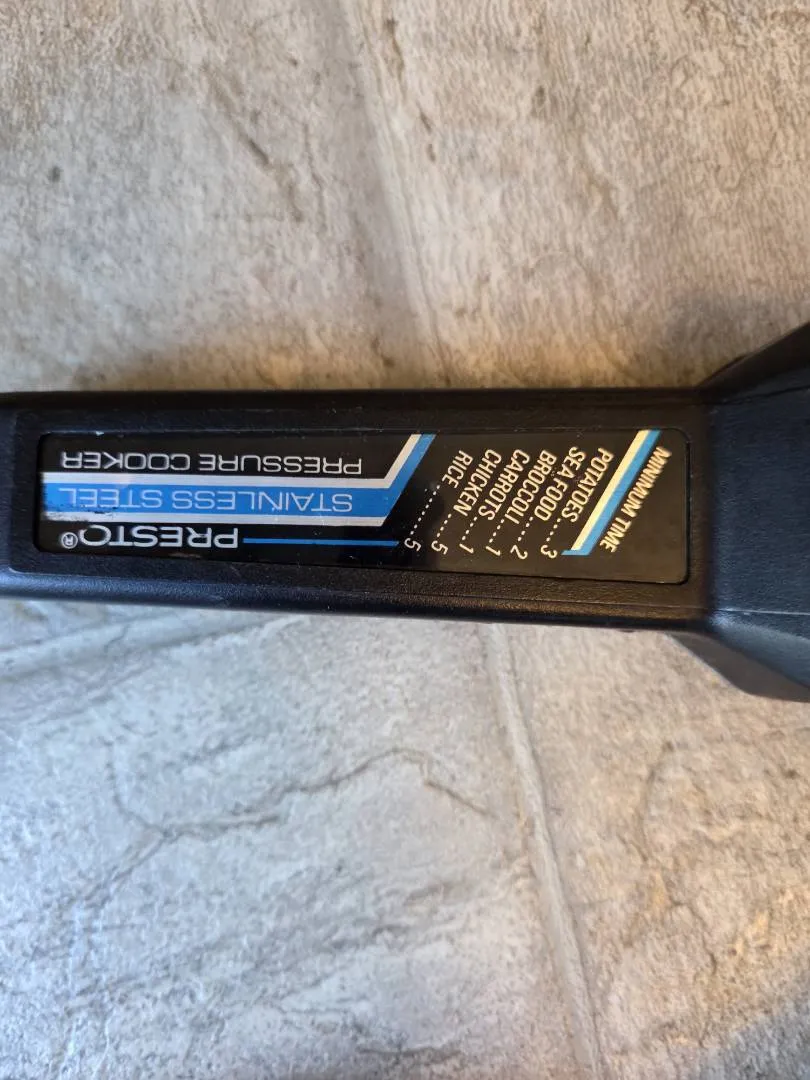 MINIMUM TIME
POTATOES.....3
SEA FOOD.....2
BROCCOLI.....1
CARROTS.....1
CHICKEN ....5
RICE ........5
PRESTO®
STAINLESS STEEL
PRESSURE COOKER